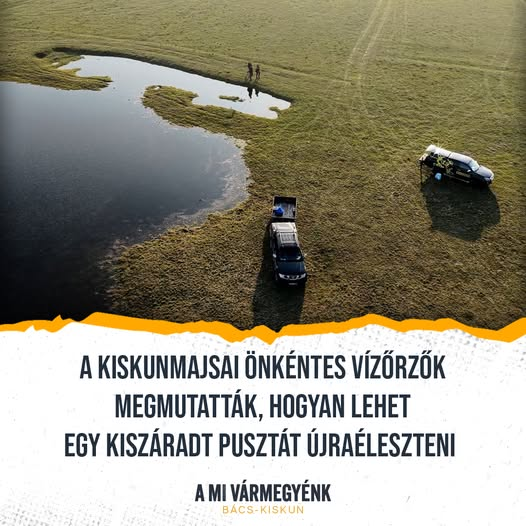 A KISKUNMAJSAI ÖNKÉNTES VÍZŐRZŐK
MEGMUTATTÁK, HOGYAN LEHET
EGY KISZÁRADT PUSZTÁT ÚJRAÉLESZTENI
A MI VÁRMEGYÉNK
BÁCS-KISKUN